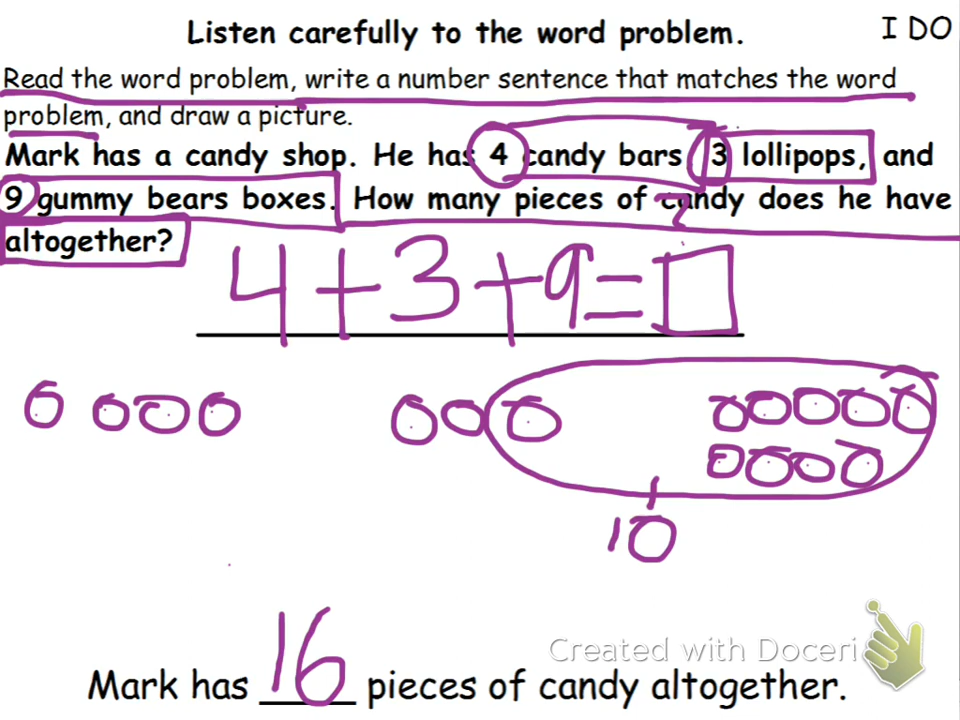 Listen carefully to the word problem.
I DO
Read the word problem, write a number sentence that matches the word
problem, and draw a picture.
Mark has a candy shop. He has 4 candy bars, 3 lollipops, and
9 gummy bears boxes. How many pieces of candy does he have
altogether?
4+3+9=□
10
Created with Doceri
Mark has 16 pieces of candy altogether.